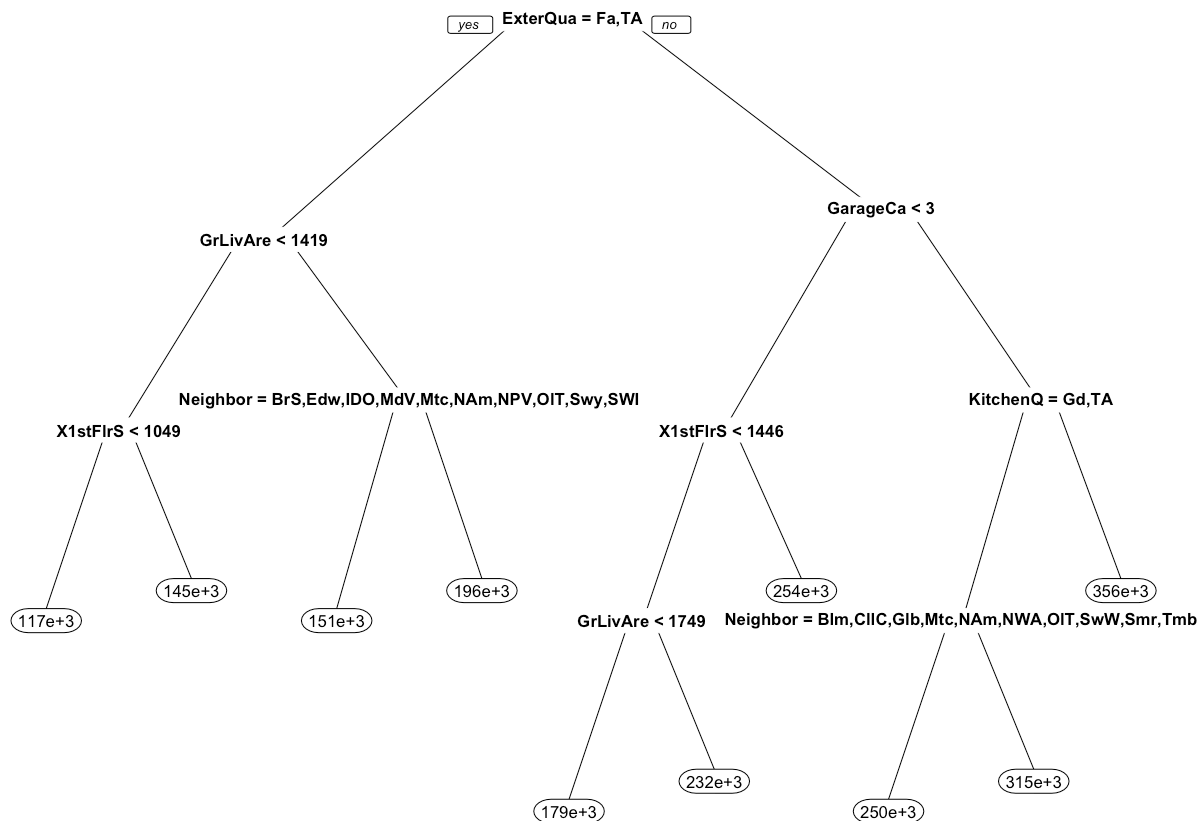 yes ExterQua = Fa,TA no
GarageCa < 3
GrLivAre < 1419
Neighbor = BrS,Edw,IDO,MdV,Mtc,NAm,NPV,OlT,Swy,SWI
KitchenQ = Gd,TA
X1stFlrS < 1049
X1stFlrS < 1446
145e+3
196e+3
254e+3
356e+3
117e+3
151e+3
GrLivAre < 1749
Neighbor = Blm,CllC,Glb,Mtc,NAm,NWA,OlT,SwW,Smr,Tmb
232e+3
315e+3
179e+3
250e+3